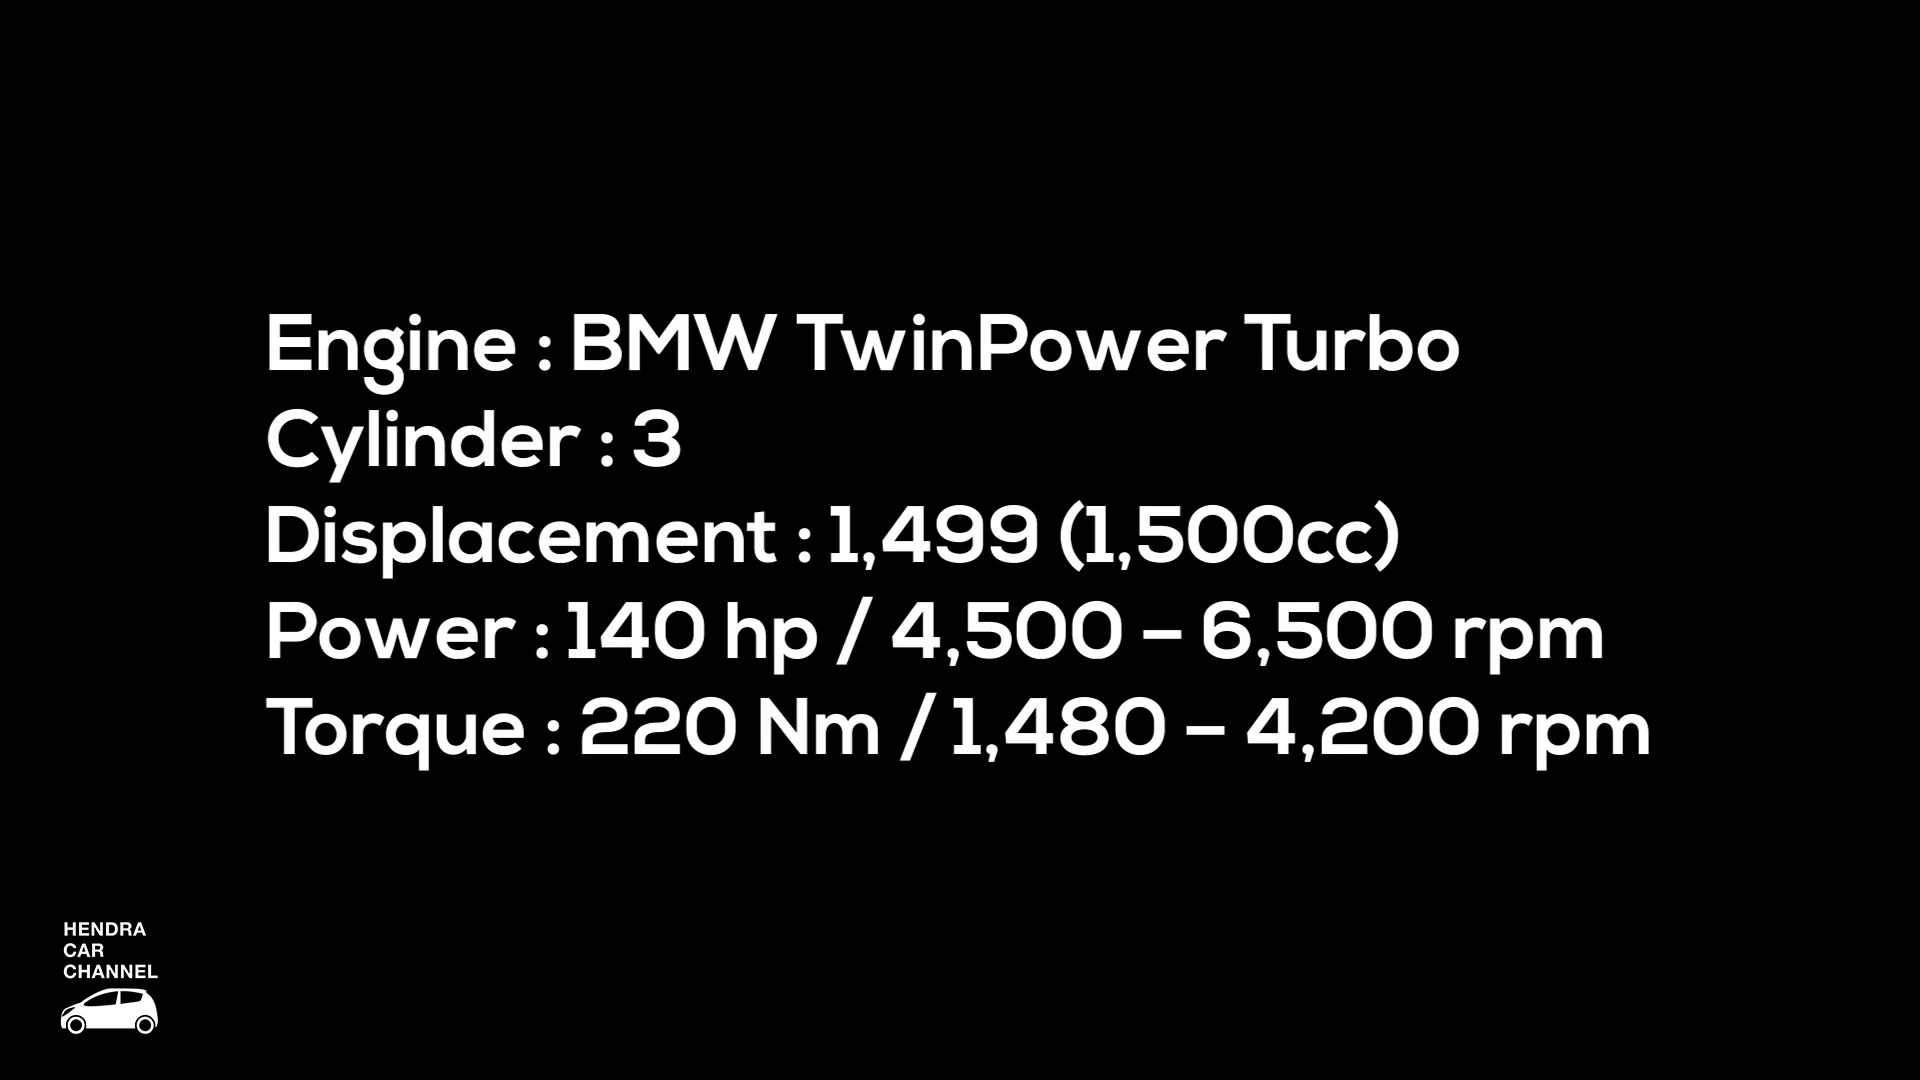 Engine : BMW TwinPower Turbo
Cylinder : 3
Displacement : 1,499 (1,500cc)
Power : 140 hp / 4,500 – 6,500 rpm
Torque : 220 Nm / 1,480 – 4,200 rpm
HENDRA
CAR
CHANNEL